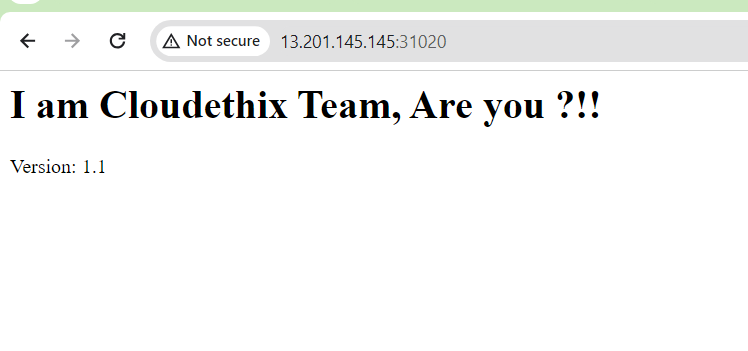 Not secure 13.201.145.145:31020
I am Cloudethix Team, Are you ?!!
Version: 1.1